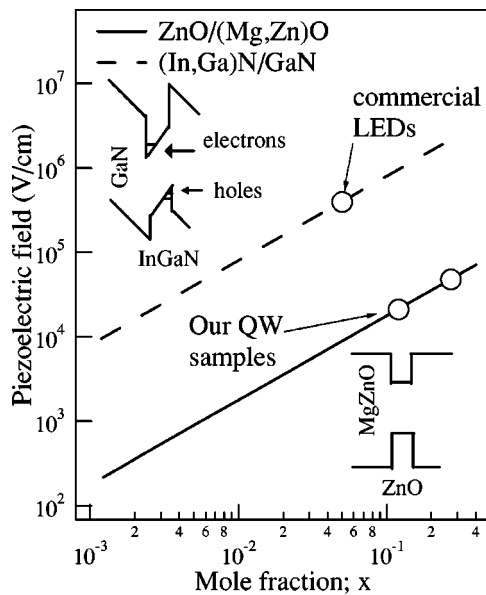 ZnO/(Mg,Zn)O
(In,Ga)N/GaN
10^7
10^6
10^5
10^4
10^3
10^2
Piezoelectric field (V/cm)
commercial
LEDs
GaN
electrons
holes
InGaN
Our QW
samples
MgZnO
ZnO
10^-3 2 4 6 8 10^-2 2 4 6 8 10^-1 2 4
Mole fraction; x